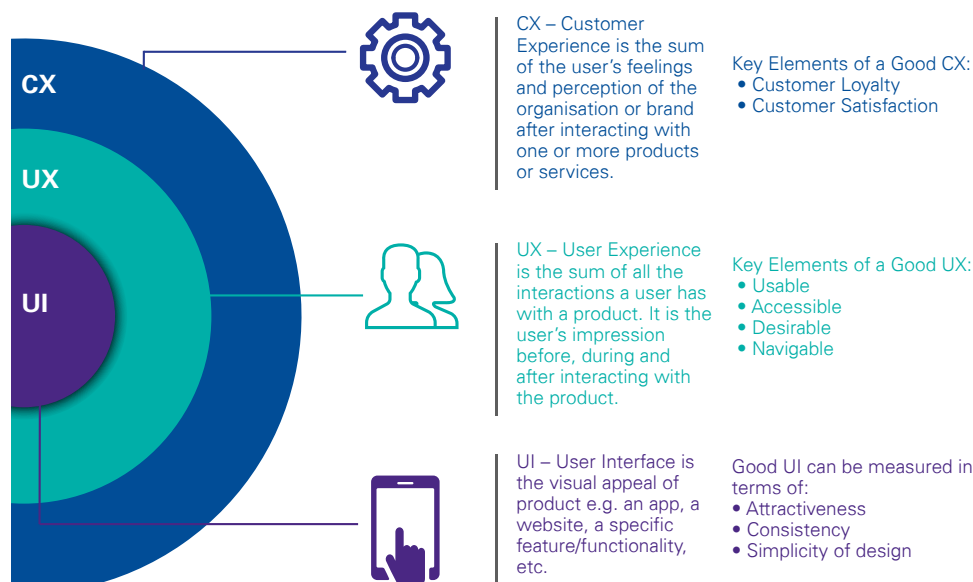 CX
UX
UI
CX – Customer
Experience is the sum
of the user’s feelings
and perception of the
organisation or brand
after interacting with
one or more products
or services.
Key Elements of a Good CX:
• Customer Loyalty
• Customer Satisfaction
UX – User Experience
is the sum of all the
interactions a user has
with a product. It is the
user’s impression
before, during and
after interacting with
the product.
Key Elements of a Good UX:
• Usable
• Accessible
• Desirable
• Navigable
UI – User Interface is
the visual appeal of
product e.g. an app, a
website, a specific
feature/functionality,
etc.
Good UI can be measured in
terms of:
• Attractiveness
• Consistency
• Simplicity of design